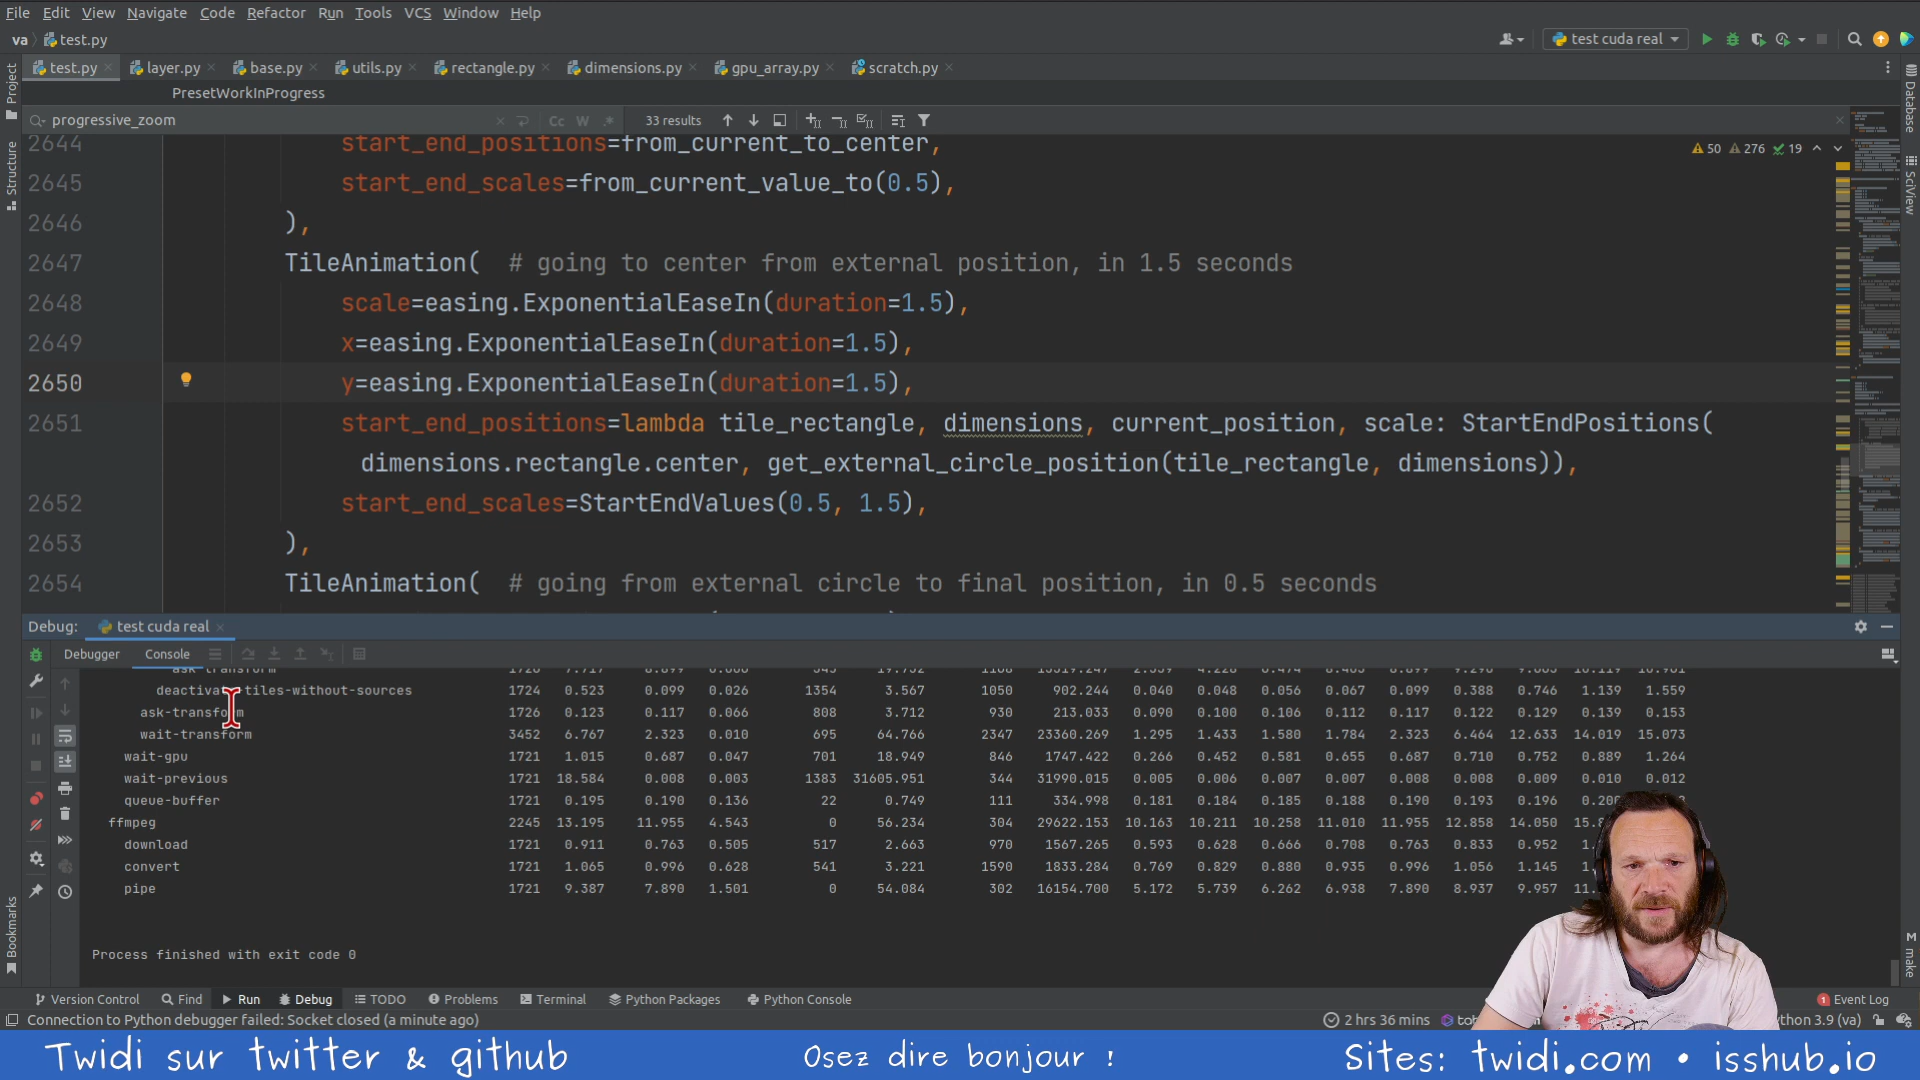 File Edit View Navigate Code Refactor Run Tools VCS Window Help
va test.py test cuda real
test.py layer.py base.py utils.py rectangle.py dimensions.py gpu_array.py scratch.py
PresetWorkInProgress
progressive_zoom Cc W .* 33 results
2644 start_end_positions=from_current_to_center,
50 276 19
2645 start_end_scales=from_current_value_to(0.5),
2646 ),
2647 TileAnimation( # going to center from external position, in 1.5 seconds
2648 scale=easing.ExponentialEaseIn(duration=1.5),
2649 x=easing.ExponentialEaseIn(duration=1.5),
2650 y=easing.ExponentialEaseIn(duration=1.5),
2651 start_end_positions=lambda tile_rectangle, dimensions, current_position, scale: StartEndPositions(
dimensions.rectangle.center, get_external_circle_position(tile_rectangle, dimensions)),
2652 start_end_scales=StartEndValues(0.5, 1.5),
2653 ),
2654 TileAnimation( # going from external circle to final position, in 0.5 seconds
Project
Structure
Bookmarks
Database
SciView
make
Debug: test cuda real
Debugger Console
ask-transform
deactivate-tiles-without-sources 1724 0.523 0.099 0.026 1354 3.567 1050 902.244 0.040 0.048 0.056 0.067 0.099 0.388 0.746 1.139 1.559
ask-transform 1726 0.123 0.117 0.066 808 3.712 930 213.033 0.090 0.100 0.106 0.112 0.117 0.122 0.129 0.139 0.153
wait-transform 3452 6.767 2.323 0.010 695 64.766 2347 23360.269 1.295 1.433 1.580 1.784 2.323 6.464 12.633 14.019 15.073
wait-gpu 1721 1.015 0.687 0.047 701 18.949 846 1747.422 0.266 0.452 0.581 0.655 0.687 0.710 0.752 0.889 1.264
wait-previous 1721 18.584 0.008 0.003 1383 31605.951 344 31990.015 0.005 0.006 0.007 0.007 0.008 0.008 0.009 0.010 0.012
queue-buffer 1721 0.195 0.190 0.136 22 0.749 111 334.998 0.181 0.184 0.185 0.188 0.190 0.193 0.196
ffmpeg 2245 13.195 11.955 4.543 0 56.234 304 29622.153 10.163 10.211 10.258 11.010 11.955 12.858 14.050
download 1721 0.911 0.763 0.505 517 2.663 970 1567.265 0.593 0.628 0.666 0.708 0.763 0.833 0.952
convert 1721 1.065 0.996 0.628 541 3.221 1590 1833.284 0.769 0.829 0.880 0.935 0.996 1.056 1.145
pipe 1721 9.387 7.890 1.501 0 54.084 302 16154.700 5.172 5.739 6.262 6.938 7.890 8.937 9.957
Process finished with exit code 0
Version Control Find Run Debug TODO Problems Terminal Python Packages Python Console 1 Event Log
Connection to Python debugger failed: Socket closed (a minute ago) 2 hrs 36 mins 3.9 (va)
Twidi sur twitter & github Osez dire bonjour ! Sites: twidi.com • isshub.io